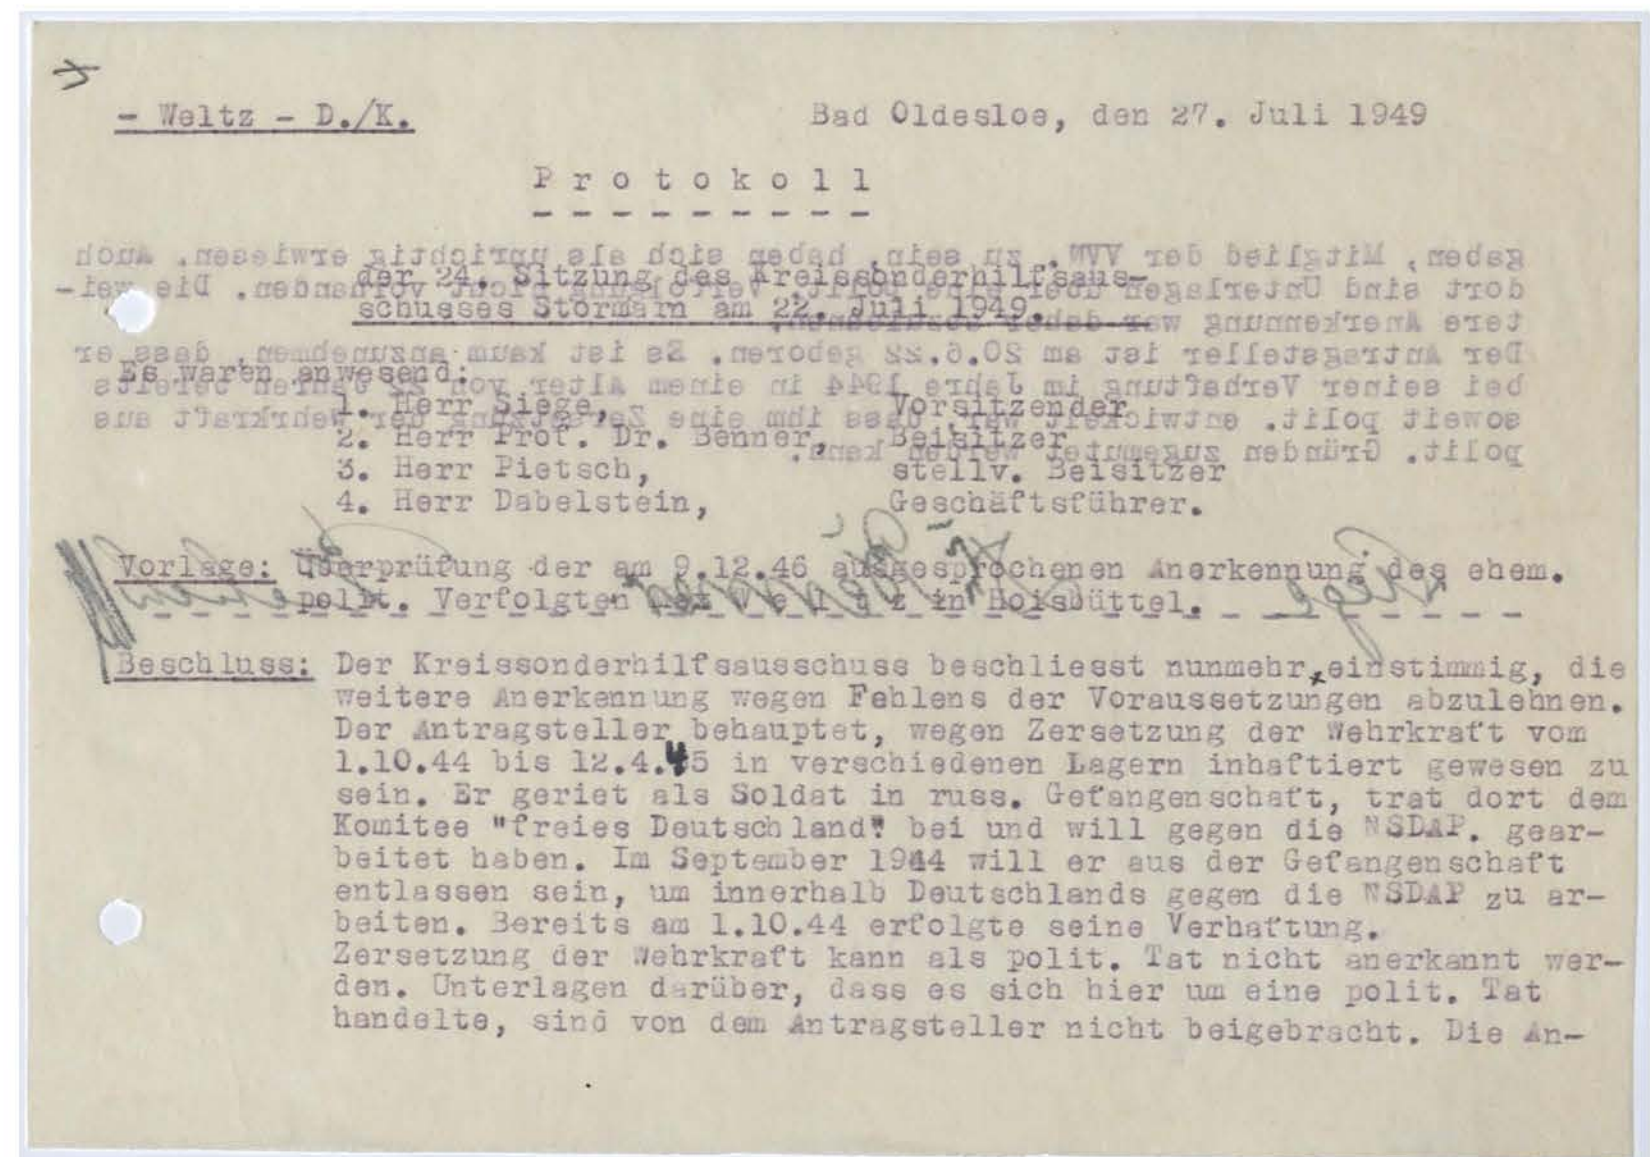 - Weltz - D./K. Bad Oldesloe, den 27. Juli 1949
Protokoll
der 24. Sitzung des Kreissonderhilfsaus-
schusses Stormarn am 22. Juli 1949.
Es waren anwesend:
1. Herr Siege, Vorsitzender
2. Herr Prof. Dr. Benner, Beisitzer
3. Herr Pietsch, stellv. Beisitzer
4. Herr Dabelstein, Geschäftsführer.
Vorlage: Überprüfung der am 9.12.46 ausgesprochenen Anerkennung des ehem.
polit. Verfolgten W e l t z in Hoisbüttel.
Beschluss: Der Kreissonderhilfsausschuss beschliesst nunmehr einstimmig, die
weitere Anerkennung wegen Fehlens der Voraussetzungen abzulehnen.
Der Antragsteller behauptet, wegen Zersetzung der Wehrkraft vom
1.10.44 bis 12.4.45 in verschiedenen Lagern inhaftiert gewesen zu
sein. Er geriet als Soldat in russ. Gefangenschaft, trat dort dem
Komitee "freies Deutschland" bei und will gegen die NSDAP. gear-
beitet haben. Im September 1944 will er aus der Gefangenschaft
entlassen sein, um innerhalb Deutschlands gegen die NSDAP zu ar-
beiten. Bereits am 1.10.44 erfolgte seine Verhaftung.
Zersetzung der Wehrkraft kann als polit. Tat nicht anerkannt wer-
den. Unterlagen darüber, dass es sich hier um eine polit. Tat
handelte, sind von dem Antragsteller nicht beigebracht. Die An-